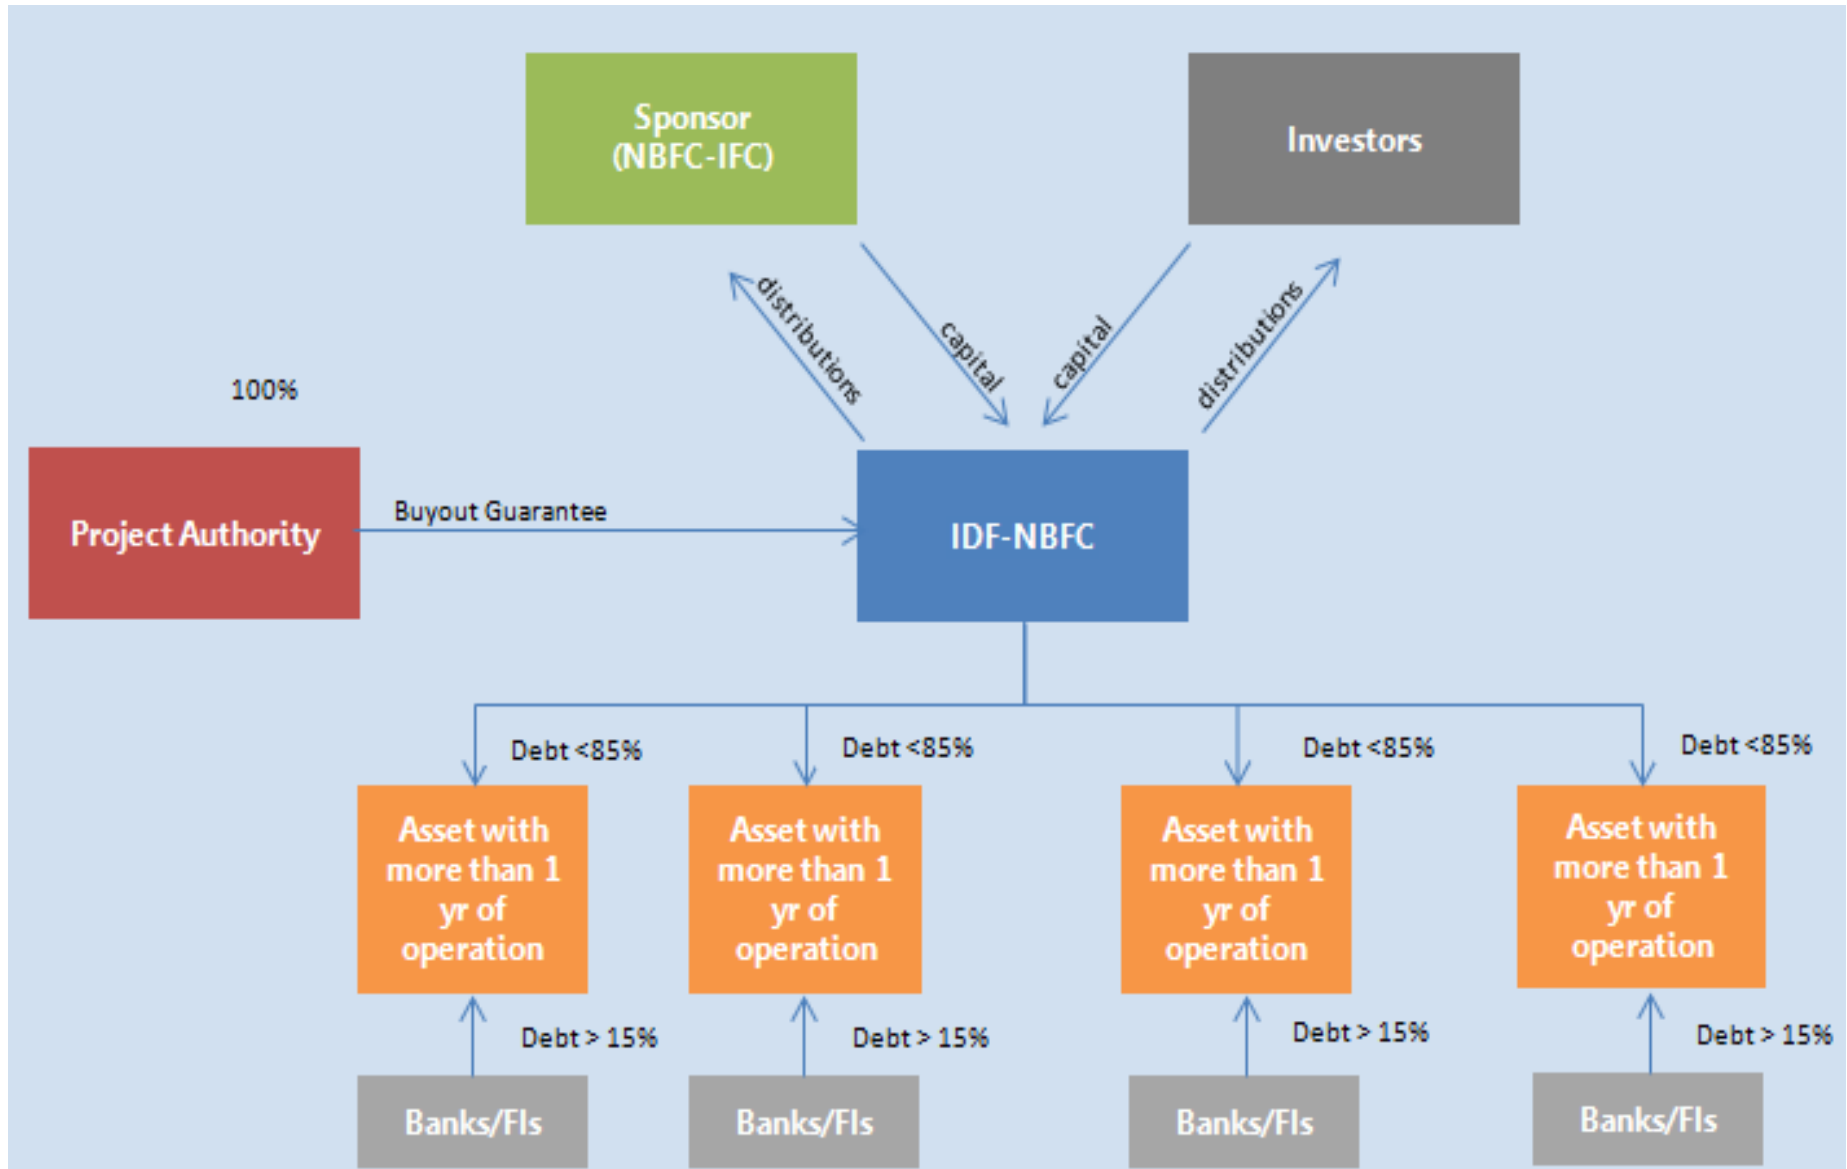 Sponsor
(NBFC-IFC)
Investors
distributions
capital
capital
distributions
100%
Project Authority
Buyout Guarantee
IDF-NBFC
Debt <85%
Debt <85%
Debt <85%
Debt <85%
Asset with
more than 1
yr of
operation
Asset with
more than 1
yr of
operation
Asset with
more than 1
yr of
operation
Asset with
more than 1
yr of
operation
Debt > 15%
Debt > 15%
Debt > 15%
Debt > 15%
Banks/FIs
Banks/FIs
Banks/FIs
Banks/FIs